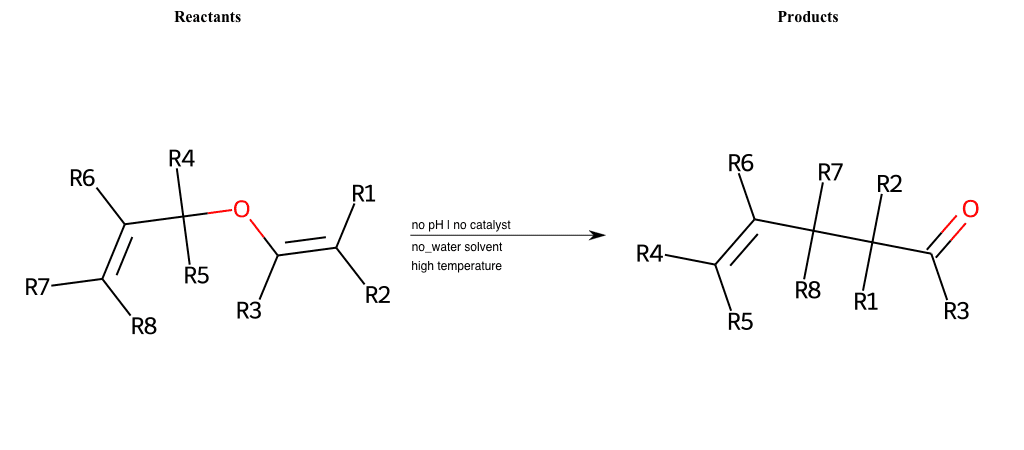 Reactants
Products
R4
R6
O
R1
R7
R5
R8
R3
R2
no pH | no catalyst
no_water solvent
high temperature
R6
R7
R2
O
R4
R8
R1
R5
R3